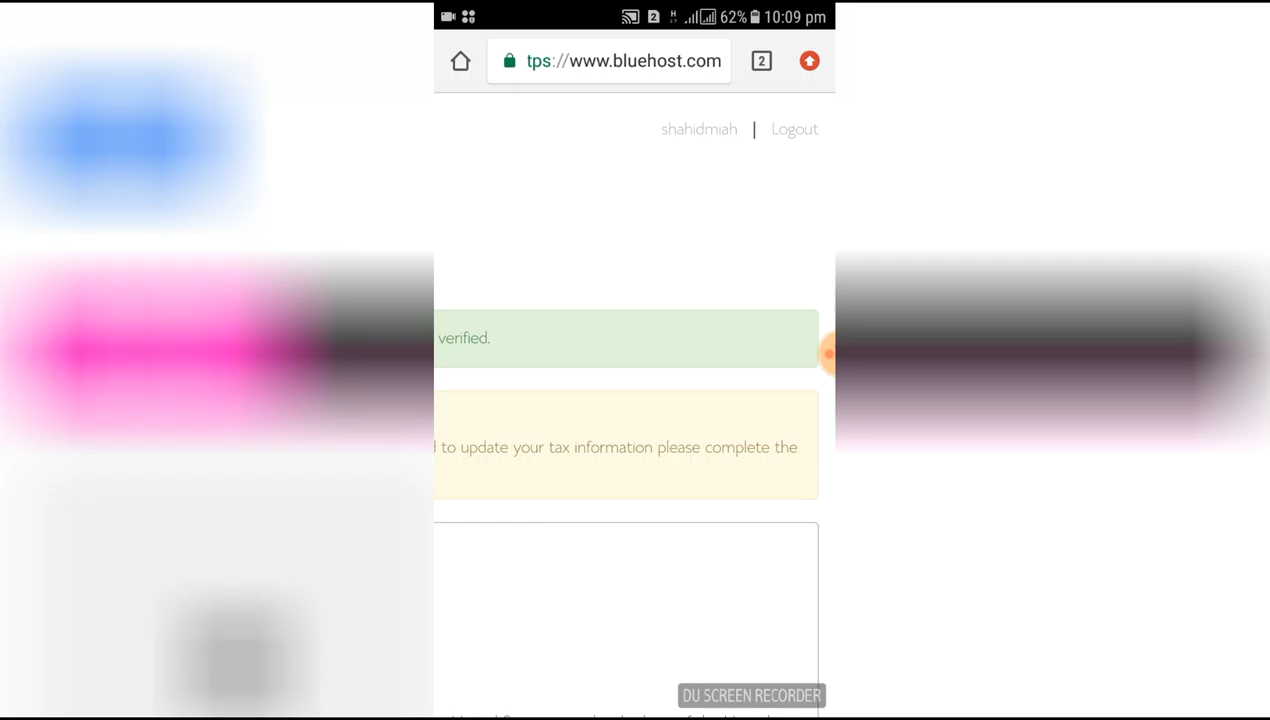 2 62% 10:09 pm
tps://www.bluehost.com 2
shahidmiah | Logout
verified.
to update your tax information please complete the
DU SCREEN RECORDER